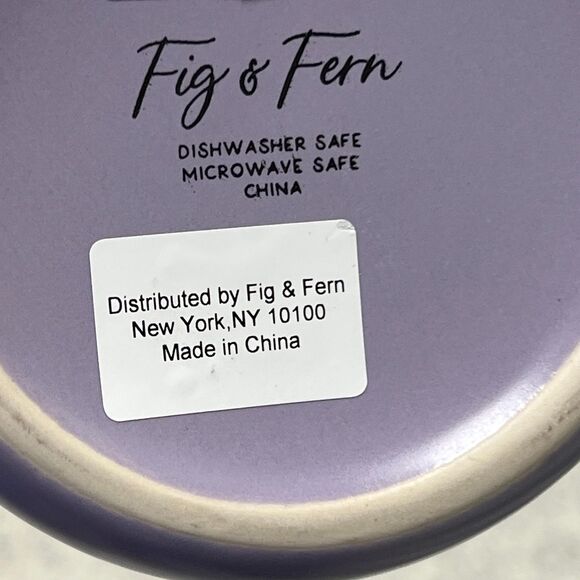 Fig & Fern
DISHWASHER SAFE
MICROWAVE SAFE
CHINA
Distributed by Fig & Fern
New York,NY 10100
Made in China